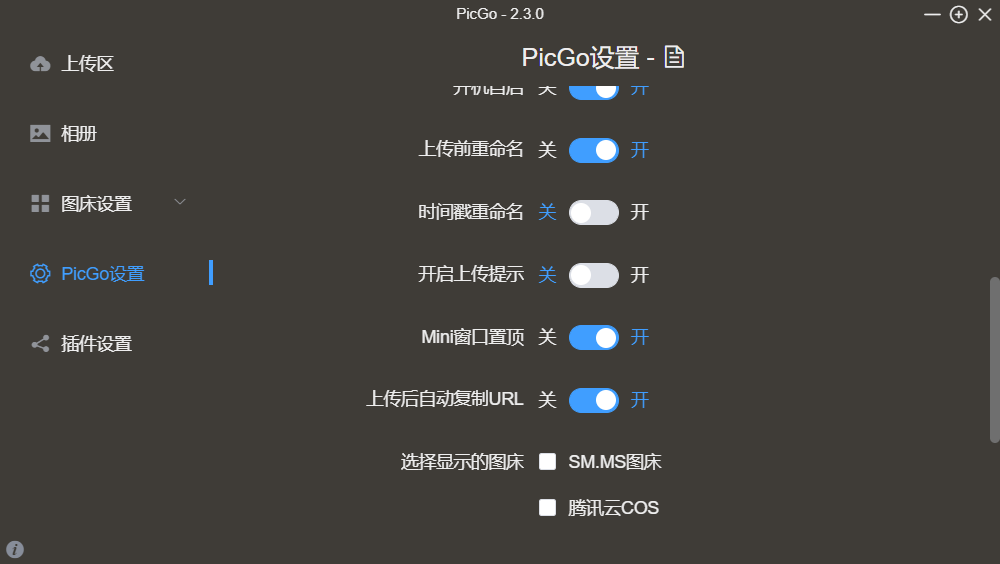 PicGo - 2.3.0
PicGo设置 -
上传区
相册
图床设置
PicGo设置
插件设置
开机自启 关 开
上传前重命名 关 开
时间戳重命名 关 开
开启上传提示 关 开
Mini窗口置顶 关 开
上传后自动复制URL 关 开
选择显示的图床 SM.MS图床
腾讯云COS